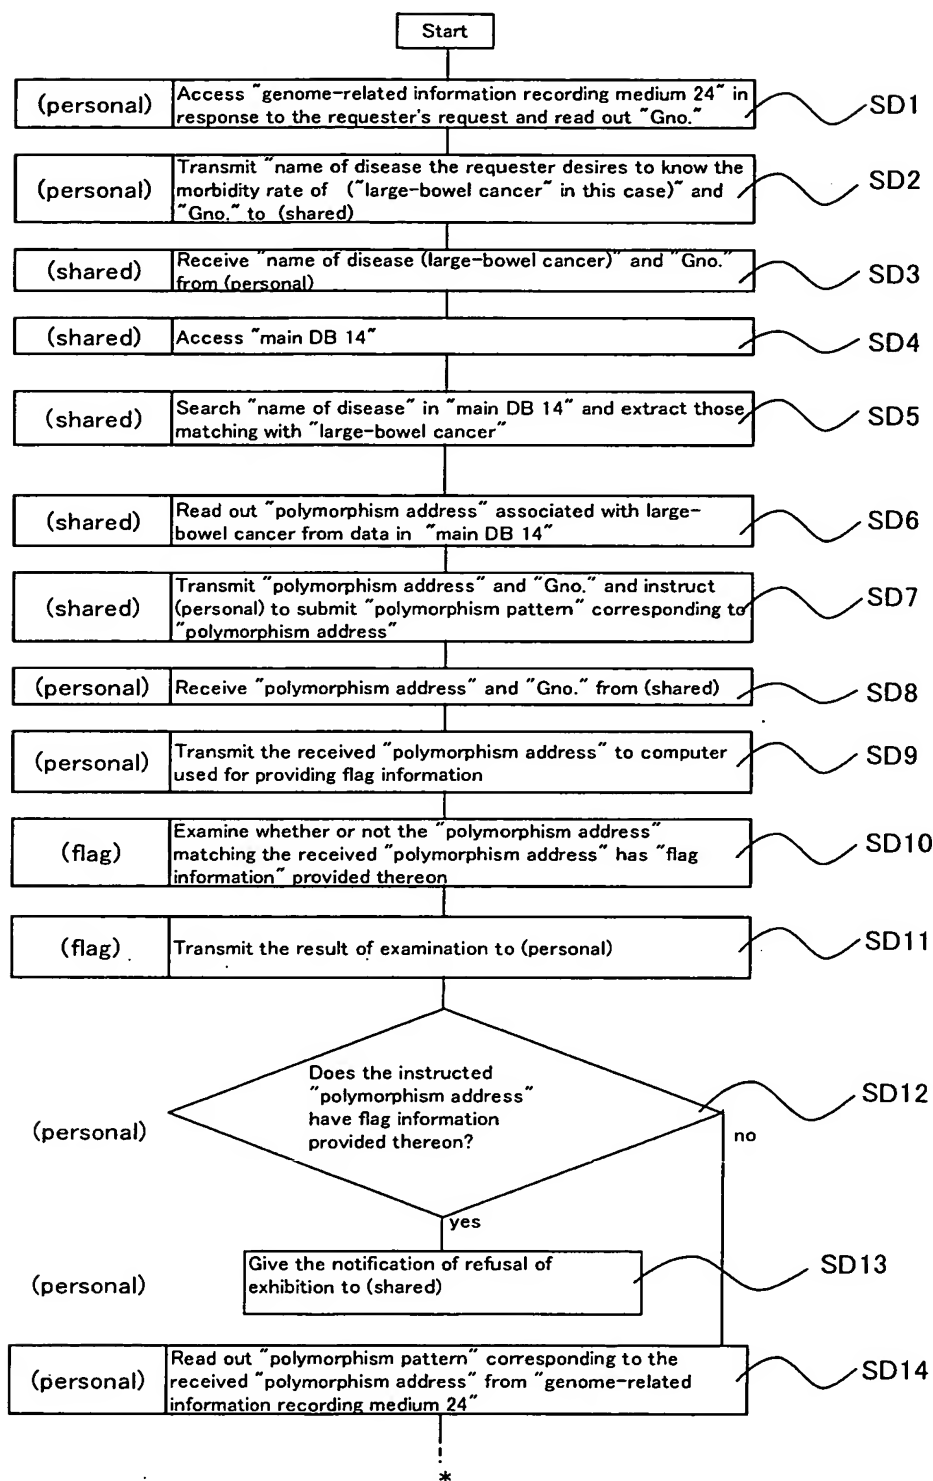 Start
(personal)
Access "genome-related information recording medium 24" in
response to the requester's request and read out "Gno."
SD1
(personal)
Transmit "name of disease the requester desires to know the
morbidity rate of ("large-bowel cancer" in this case)" and
"Gno." to (shared)
SD2
(shared)
Receive "name of disease (large-bowel cancer)" and "Gno."
from (personal)
SD3
(shared)
Access "main DB 14"
SD4
(shared)
Search "name of disease" in "main DB 14" and extract those
matching with "large-bowel cancer"
SD5
(shared)
Read out "polymorphism address" associated with large-
bowel cancer from data in "main DB 14"
SD6
(shared)
Transmit "polymorphism address" and "Gno." and instruct
(personal) to submit "polymorphism pattern" corresponding to
"polymorphism address"
SD7
(personal)
Receive "polymorphism address" and "Gno." from (shared)
SD8
(personal)
Transmit the received "polymorphism address" to computer
used for providing flag information
SD9
(flag)
Examine whether or not the "polymorphism address"
matching the received "polymorphism address" has "flag
information" provided thereon
SD10
(flag)
Transmit the result of examination to (personal)
SD11
(personal)
Does the instructed
"polymorphism address"
have flag information
provided thereon?
SD12
no
yes
(personal)
Give the notification of refusal of
exhibition to (shared)
SD13
(personal)
Read out "polymorphism pattern" corresponding to the
received "polymorphism address" from "genome-related
information recording medium 24"
SD14
*